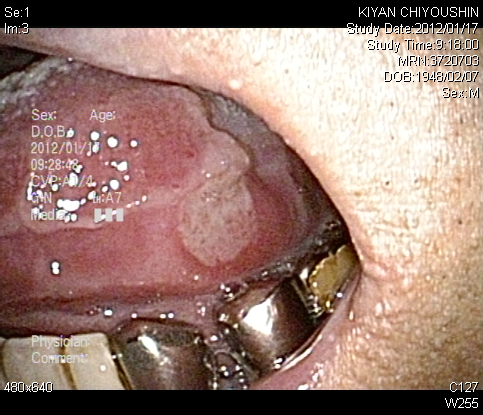 Se:1
Im:3
KIYAN CHIYOUSHIN
Study Date:2012/01/17
Study Time:9:18:00
MRN:3720703
DOB:1948/02/07
Sex:M
Sex: Age:
D.O.B.:
2012/01/17
09:28:48
Physician:
Comment:
480x640
C127
W255